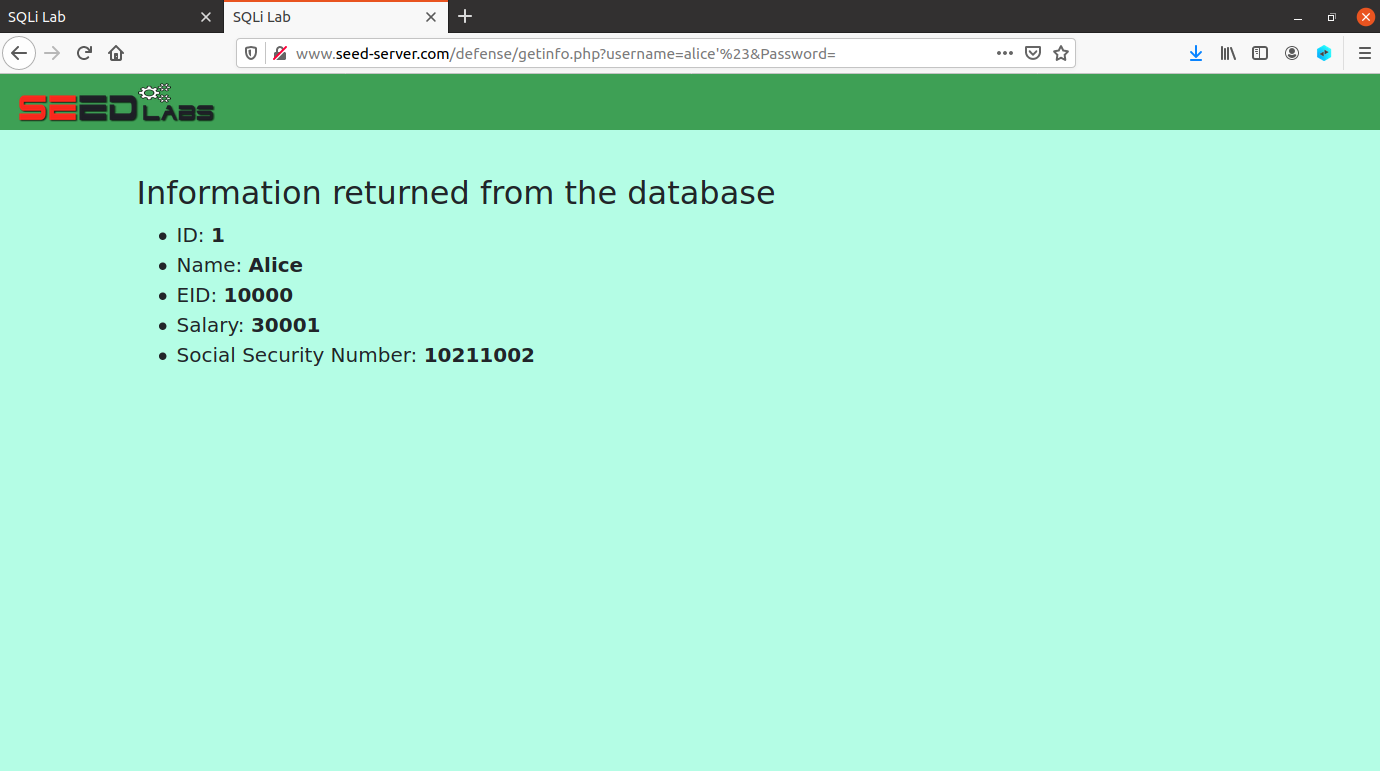 SQLi Lab
SQLi Lab
www.seed-server.com/defense/getinfo.php?username=alice'%23&Password=
SEED LABS
Information returned from the database
• ID: 1
• Name: Alice
• EID: 10000
• Salary: 30001
• Social Security Number: 10211002